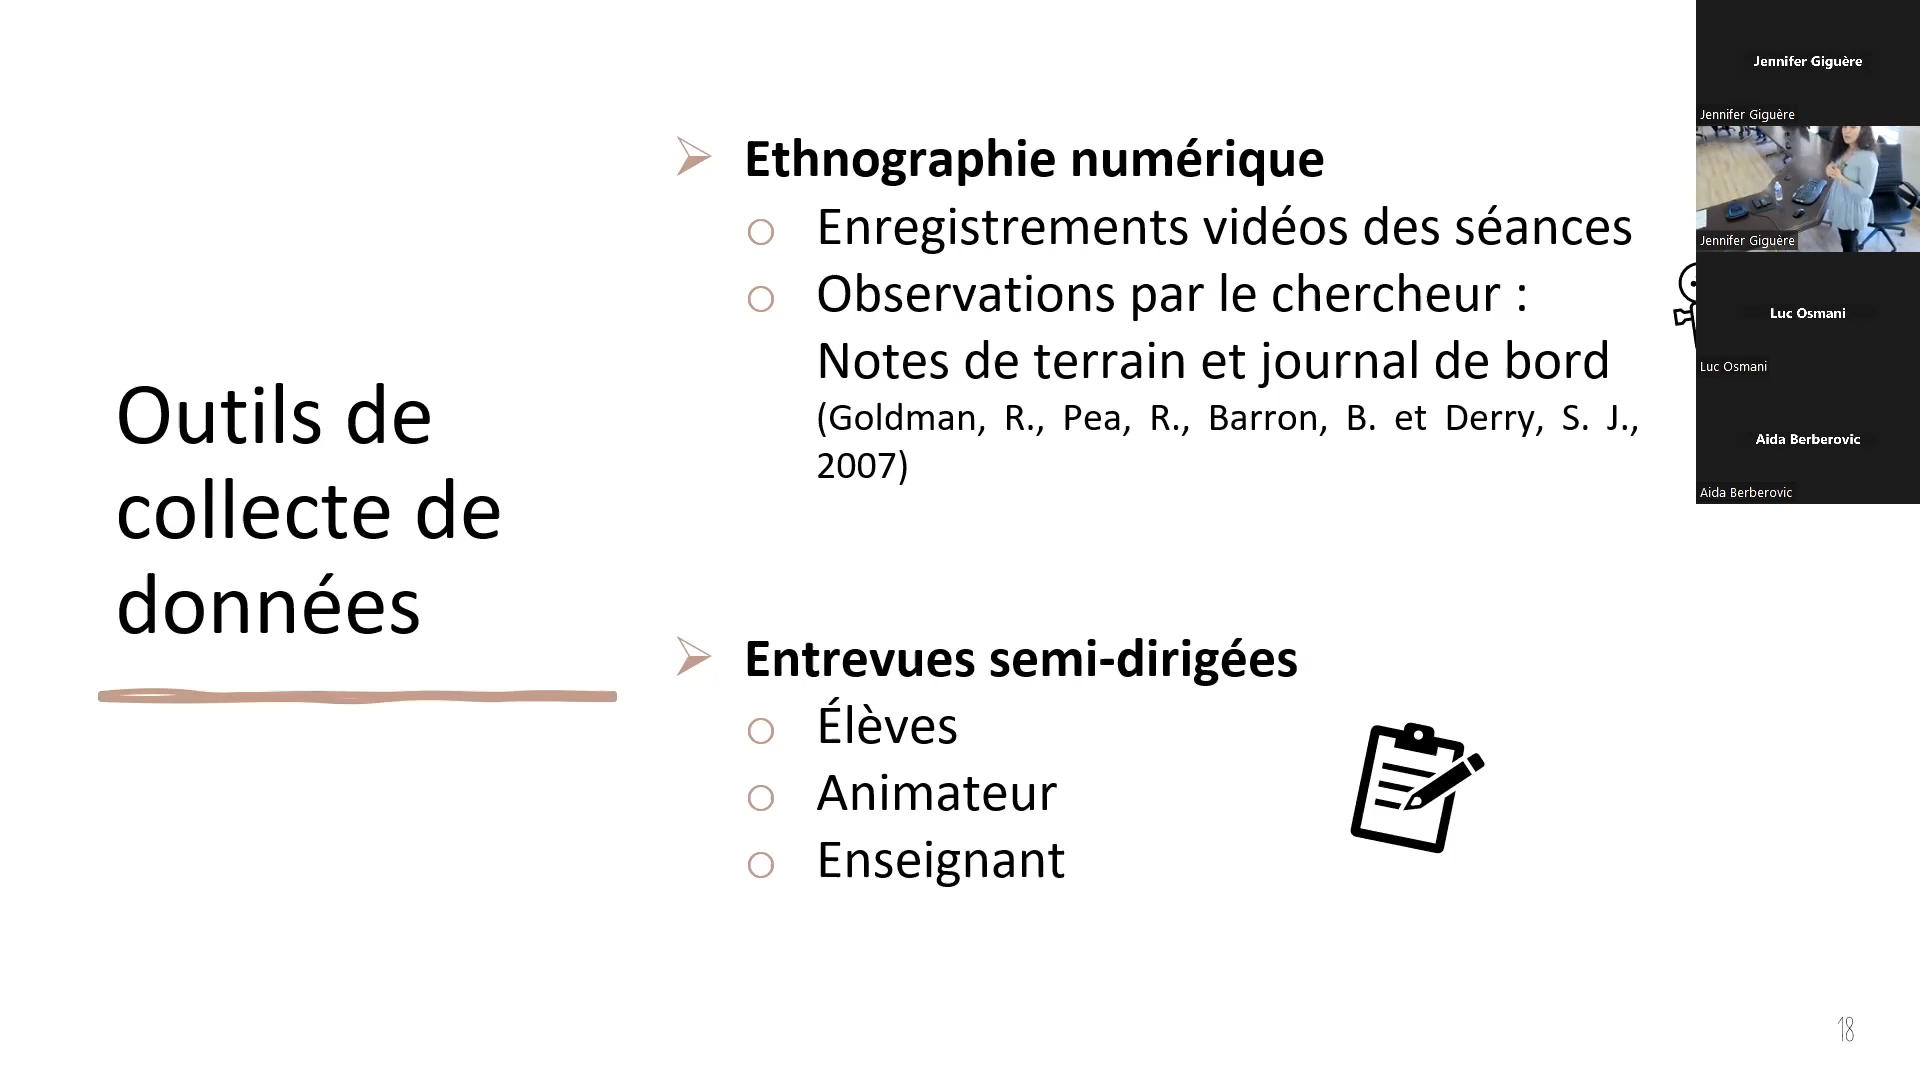 Outils de
collecte de
données
Ethnographie numérique
Enregistrements vidéos des séances
Observations par le chercheur :
Notes de terrain et journal de bord
(Goldman, R., Pea, R., Barron, B. et Derry, S. J.,
2007)
Entrevues semi-dirigées
Élèves
Animateur
Enseignant
18
Jennifer Giguère
Jennifer Giguère
Jennifer Giguère
Luc Osmani
Luc Osmani
Aida Berberovic
Aida Berberovic